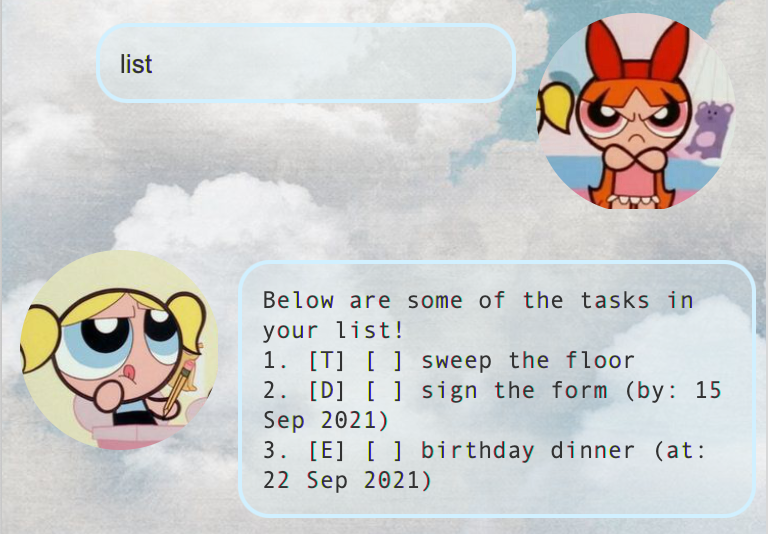 list
Below are some of the tasks in
your list!
1. [T] [ ] sweep the floor
2. [D] [ ] sign the form (by: 15
Sep 2021)
3. [E] [ ] birthday dinner (at:
22 Sep 2021)